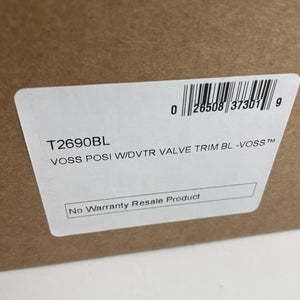 0 26508 37301 9
T2690BL
VOSS POSI W/DVTR VALVE TRIM BL -VOSS™
No Warranty Resale Product